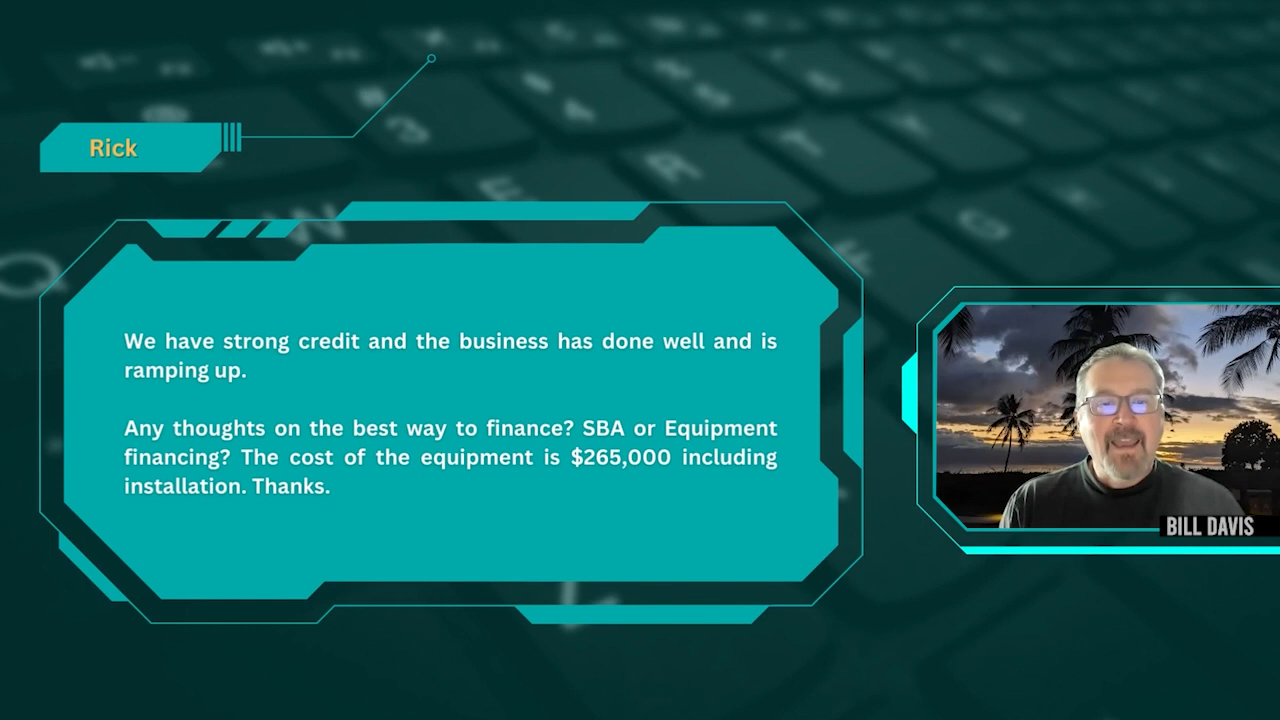 Rick
We have strong credit and the business has done well and is
ramping up.
Any thoughts on the best way to finance? SBA or Equipment
financing? The cost of the equipment is $265,000 including
installation. Thanks.
BILL DAVIS